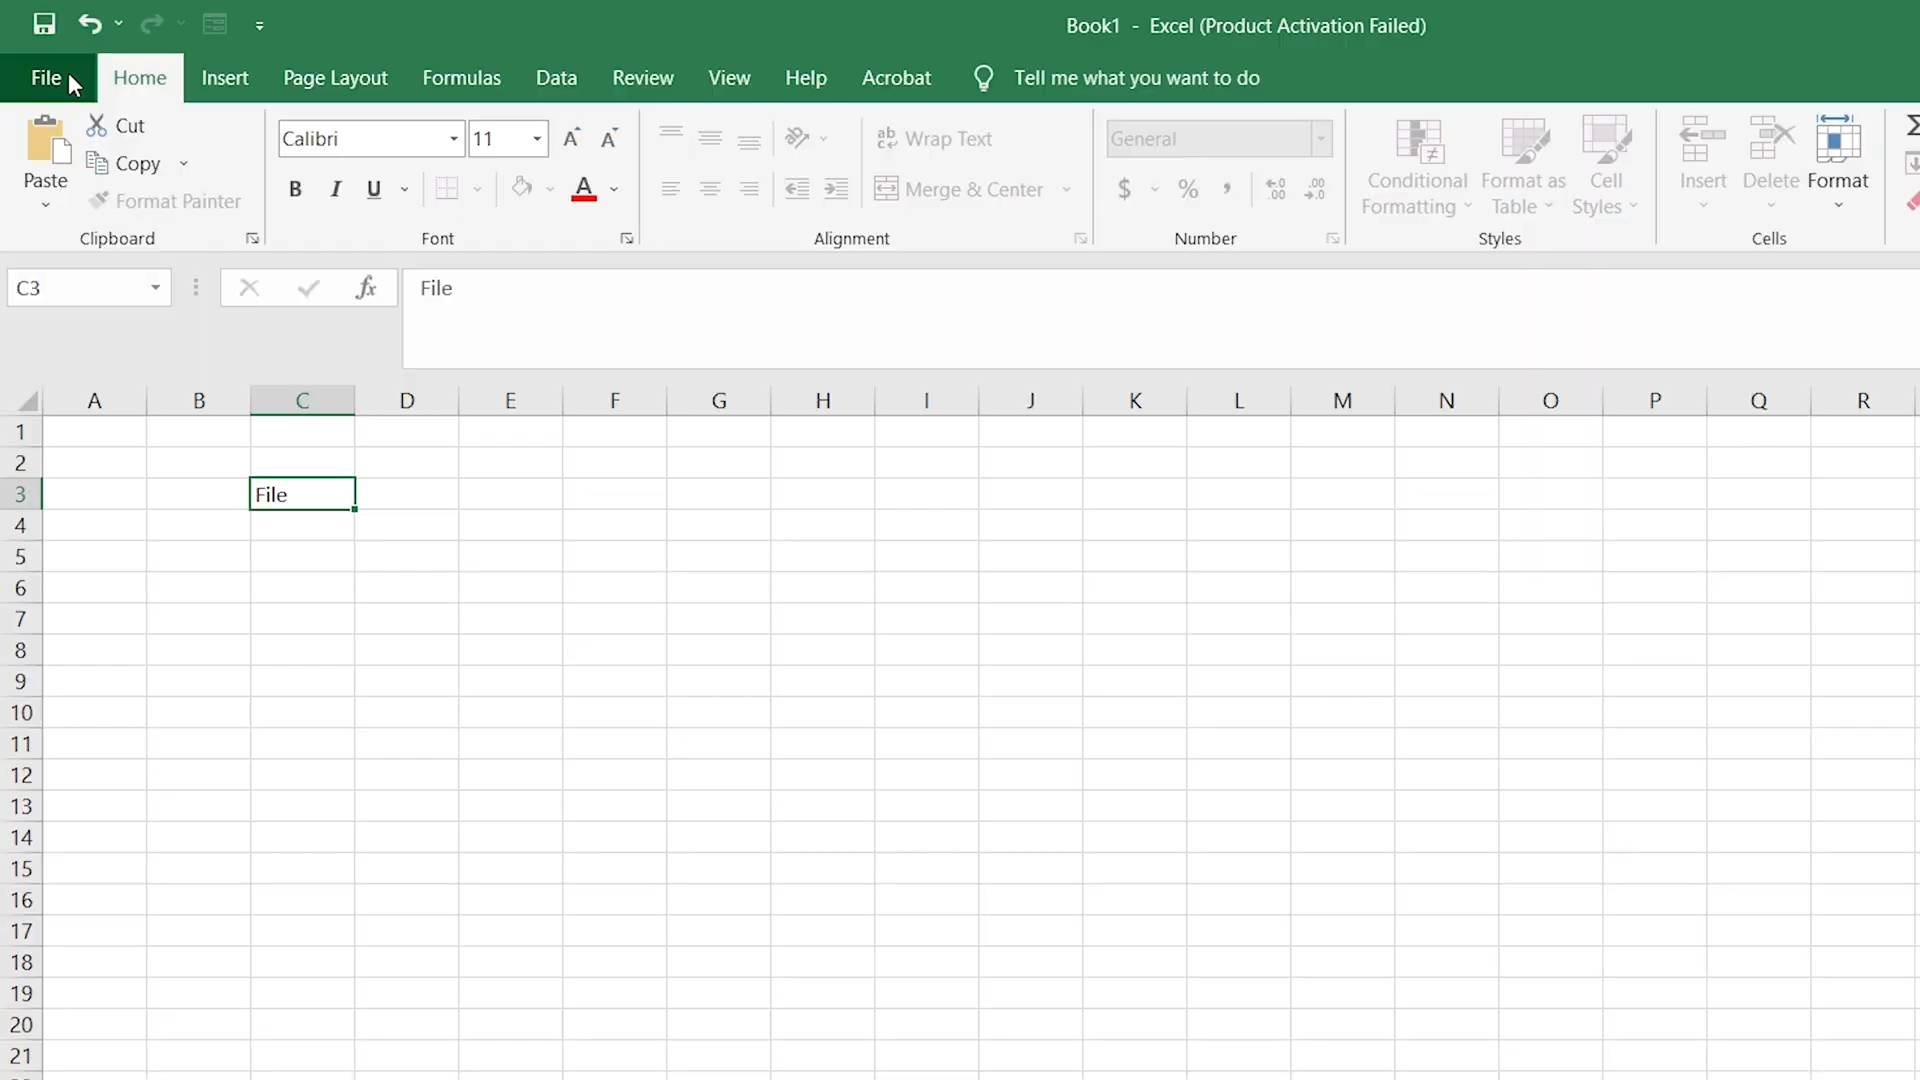 Book1 - Excel (Product Activation Failed)
File Home Insert Page Layout Formulas Data Review View Help Acrobat Tell me what you want to do
Paste
Cut
Copy
Format Painter
Clipboard
Calibri 11
B I U A
Font
ab Wrap Text
Merge & Center
Alignment
General
$ % ,
Number
Conditional Formatting
Format as Table
Cell Styles
Styles
Insert Delete Format
Cells
C3 fx File
A B C D E F G H I J K L M N O P Q R
1
2
3 File
4
5
6
7
8
9
10
11
12
13
14
15
16
17
18
19
20
21